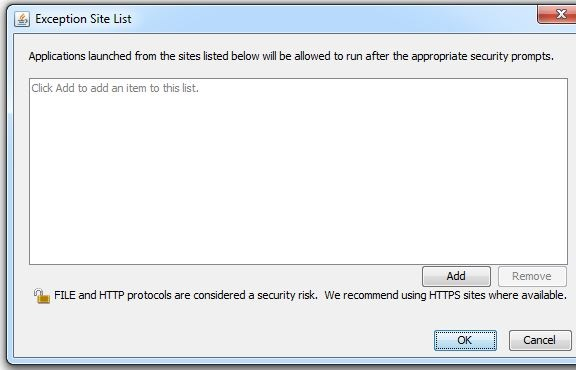 Exception Site List
Applications launched from the sites listed below will be allowed to run after the appropriate security prompts.
Click Add to add an item to this list.
Add
Remove
FILE and HTTP protocols are considered a security risk. We recommend using HTTPS sites where available.
OK
Cancel